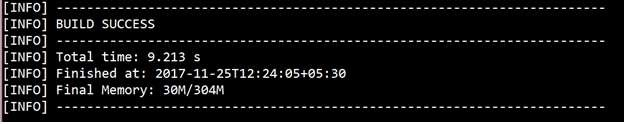 [INFO] ------------------------------------------------------------------------
[INFO] BUILD SUCCESS
[INFO] ------------------------------------------------------------------------
[INFO] Total time: 9.213 s
[INFO] Finished at: 2017-11-25T12:24:05+05:30
[INFO] Final Memory: 30M/304M
[INFO] ------------------------------------------------------------------------